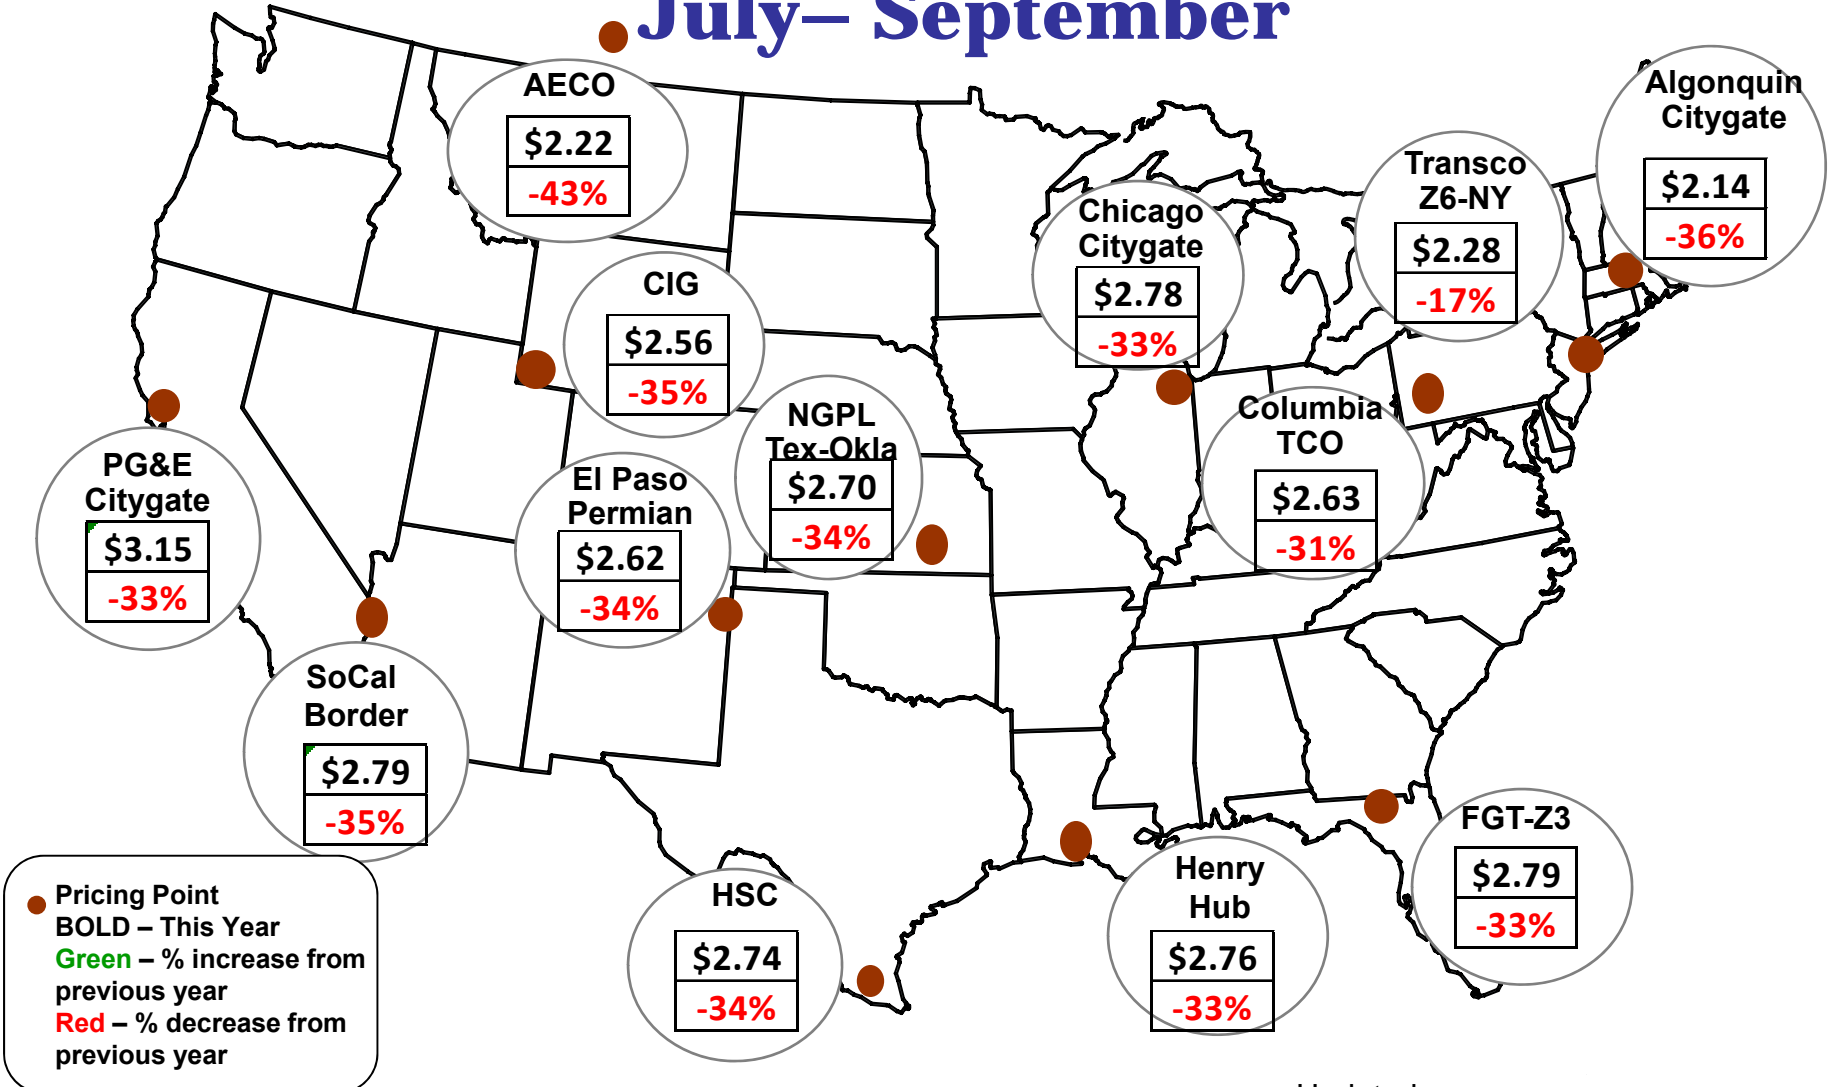 July– September
AECO
$2.22
-43%
Algonquin
Citygate
$2.14
-36%
Transco
Z6-NY
$2.28
-17%
Chicago
Citygate
$2.78
-33%
CIG
$2.56
-35%
NGPL
Tex-Okla
$2.70
-34%
Columbia
TCO
$2.63
-31%
PG&E
Citygate
$3.15
-33%
El Paso
Permian
$2.62
-34%
SoCal
Border
$2.79
-35%
FGT-Z3
$2.79
-33%
HSC
$2.74
-34%
Henry
Hub
$2.76
-33%
Pricing Point
BOLD – This Year
Green – % increase from
previous year
Red – % decrease from
previous year